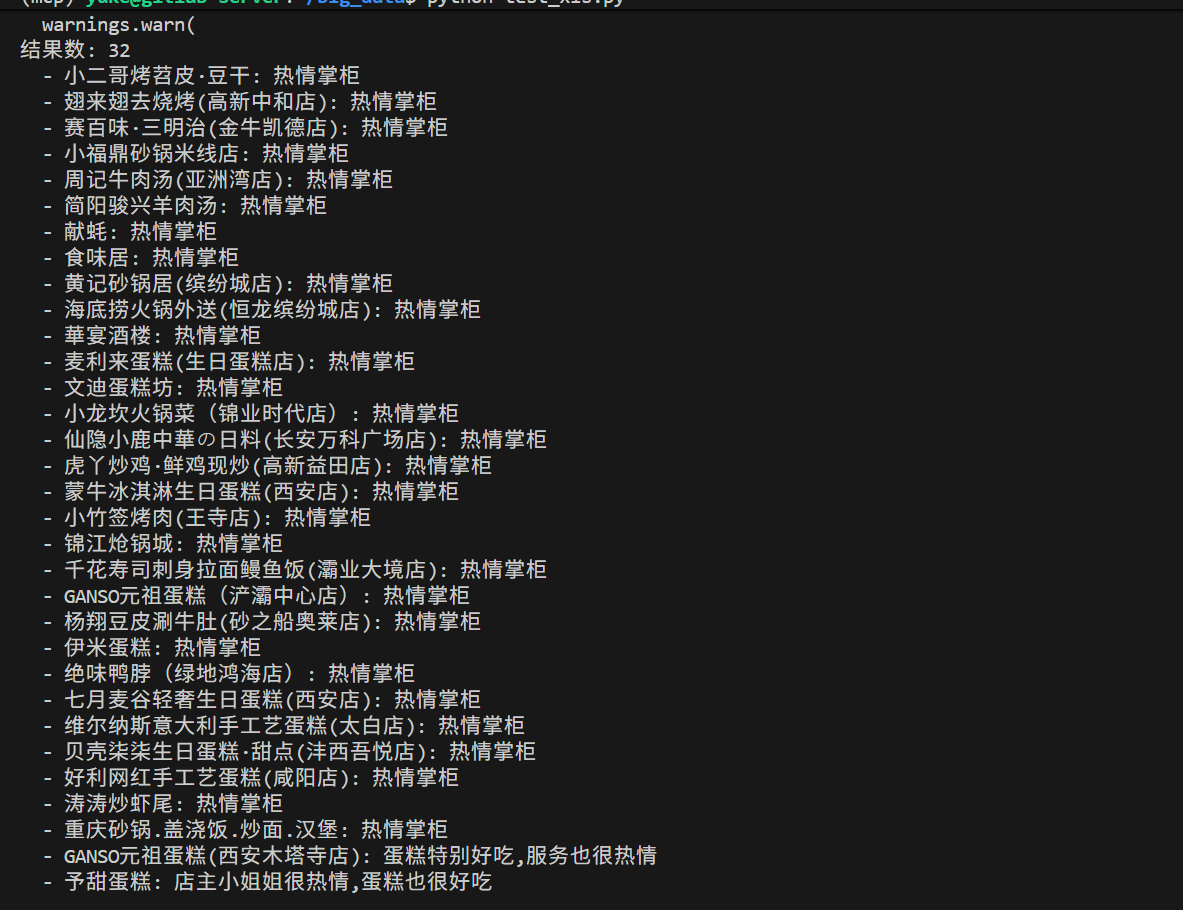 (mcp) yuke@gitlab-server:~/big_data$ python test_xls.py
warnings.warn(
结果数: 32
- 小二哥烤苕皮·豆干: 热情掌柜
- 翅来翅去烧烤(高新中和店): 热情掌柜
- 赛百味·三明治(金牛凯德店): 热情掌柜
- 小福鼎砂锅米线店: 热情掌柜
- 周记牛肉汤(亚洲湾店): 热情掌柜
- 简阳骏兴羊肉汤: 热情掌柜
- 献蚝: 热情掌柜
- 食味居: 热情掌柜
- 黄记砂锅居(缤纷城店): 热情掌柜
- 海底捞火锅外送(恒龙缤纷城店): 热情掌柜
- 華宴酒楼: 热情掌柜
- 麦利来蛋糕(生日蛋糕店): 热情掌柜
- 文迪蛋糕坊: 热情掌柜
- 小龙坎火锅菜（锦业时代店）: 热情掌柜
- 仙隐小鹿中華の日料(长安万科广场店): 热情掌柜
- 虎丫炒鸡·鲜鸡现炒(高新益田店): 热情掌柜
- 蒙牛冰淇淋生日蛋糕(西安店): 热情掌柜
- 小竹签烤肉(王寺店): 热情掌柜
- 锦江炝锅城: 热情掌柜
- 千花寿司刺身拉面鳗鱼饭(灞业大境店): 热情掌柜
- GANSO元祖蛋糕（浐灞中心店）: 热情掌柜
- 杨翔豆皮涮牛肚(砂之船奥莱店): 热情掌柜
- 伊米蛋糕: 热情掌柜
- 绝味鸭脖（绿地鸿海店）: 热情掌柜
- 七月麦谷轻奢生日蛋糕(西安店): 热情掌柜
- 维尔纳斯意大利手工艺蛋糕(太白店): 热情掌柜
- 贝壳柒柒生日蛋糕·甜点(沣西吾悦店): 热情掌柜
- 好利网红手工艺蛋糕(咸阳店): 热情掌柜
- 涛涛炒虾尾: 热情掌柜
- 重庆砂锅.盖浇饭.炒面.汉堡: 热情掌柜
- GANSO元祖蛋糕(西安木塔寺店): 蛋糕特别好吃,服务也很热情
- 予甜蛋糕: 店主小姐姐很热情,蛋糕也很好吃